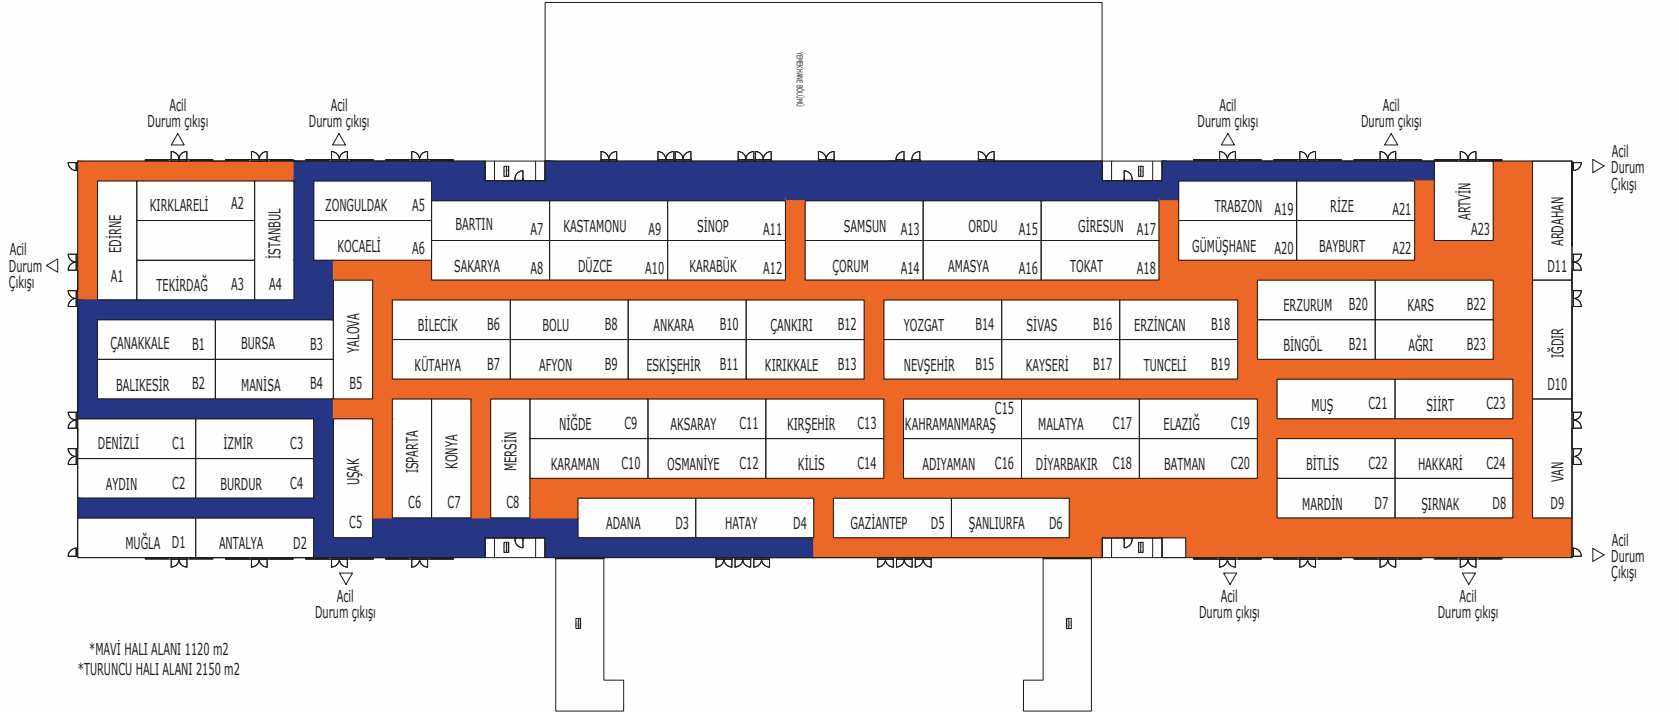 YEMEKHANE BÖLÜMÜ
Acil
Durum çıkışı
Acil
Durum çıkışı
Acil
Durum çıkışı
Acil
Durum çıkışı
Acil
Durum
Çıkışı
Acil
Durum
Çıkışı
EDİRNE A1
KIRKLARELİ A2
TEKİRDAĞ A3
İSTANBUL A4
ZONGULDAK A5
KOCAELİ A6
BARTIN A7
SAKARYA A8
KASTAMONU A9
DÜZCE A10
SİNOP A11
KARABÜK A12
SAMSUN A13
ÇORUM A14
ORDU A15
AMASYA A16
GİRESUN A17
TOKAT A18
TRABZON A19
GÜMÜŞHANE A20
RİZE A21
BAYBURT A22
ARTVİN A23
ARDAHAN D11
ÇANAKKALE B1
BALIKESİR B2
BURSA B3
MANİSA B4
YALOVA B5
BİLECİK B6
KÜTAHYA B7
BOLU B8
AFYON B9
ANKARA B10
ESKİŞEHİR B11
ÇANKIRI B12
KIRIKKALE B13
YOZGAT B14
NEVŞEHİR B15
SİVAS B16
KAYSERİ B17
ERZİNCAN B18
TUNCELİ B19
ERZURUM B20
BİNGÖL B21
KARS B22
AĞRI B23
IĞDIR D10
DENİZLİ C1
AYDIN C2
İZMİR C3
BURDUR C4
UŞAK C5
ISPARTA C6
KONYA C7
MERSİN C8
NİĞDE C9
KARAMAN C10
AKSARAY C11
OSMANİYE C12
KIRŞEHİR C13
KİLİS C14
KAHRAMANMARAŞ C15
ADIYAMAN C16
MALATYA C17
DİYARBAKIR C18
ELAZIĞ C19
BATMAN C20
MUŞ C21
BİTLİS C22
SİİRT C23
HAKKARİ C24
MUĞLA D1
ANTALYA D2
ADANA D3
HATAY D4
GAZİANTEP D5
ŞANLIURFA D6
MARDİN D7
ŞIRNAK D8
VAN D9
Acil
Durum
Çıkışı
Acil
Durum çıkışı
Acil
Durum çıkışı
Acil
Durum çıkışı
*MAVİ HALI ALANI 1120 m2
*TURUNCU HALI ALANI 2150 m2